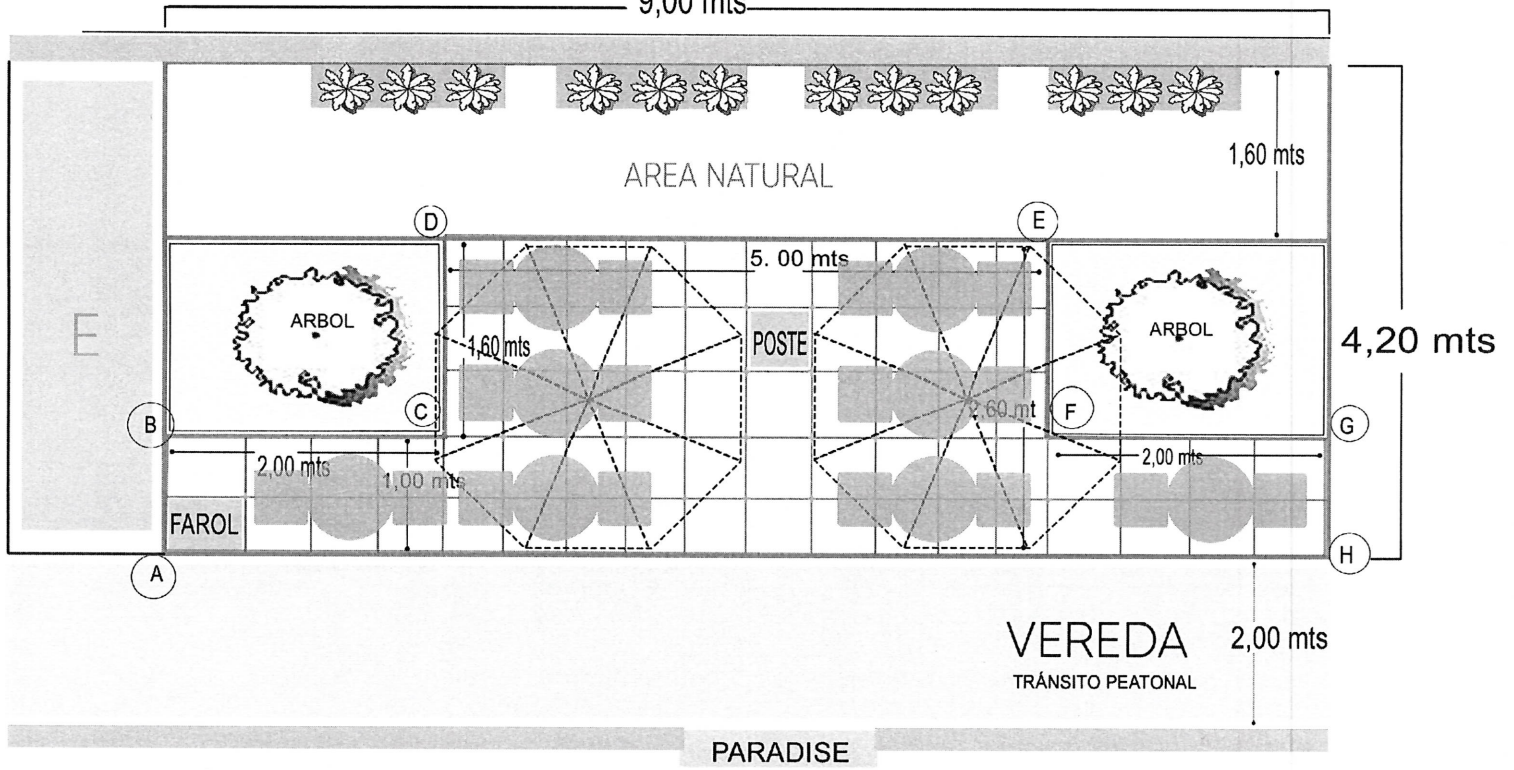 9,00 mts
1,60 mts
AREA NATURAL
D
E
5. 00 mts
ARBOL
POSTE
ARBOL
E
1,60 mts
4,20 mts
B
C
2,60 mt
F
G
2,00 mts
1,00 mts
2,00 mts
FAROL
A
H
VEREDA
2,00 mts
TRÁNSITO PEATONAL
PARADISE